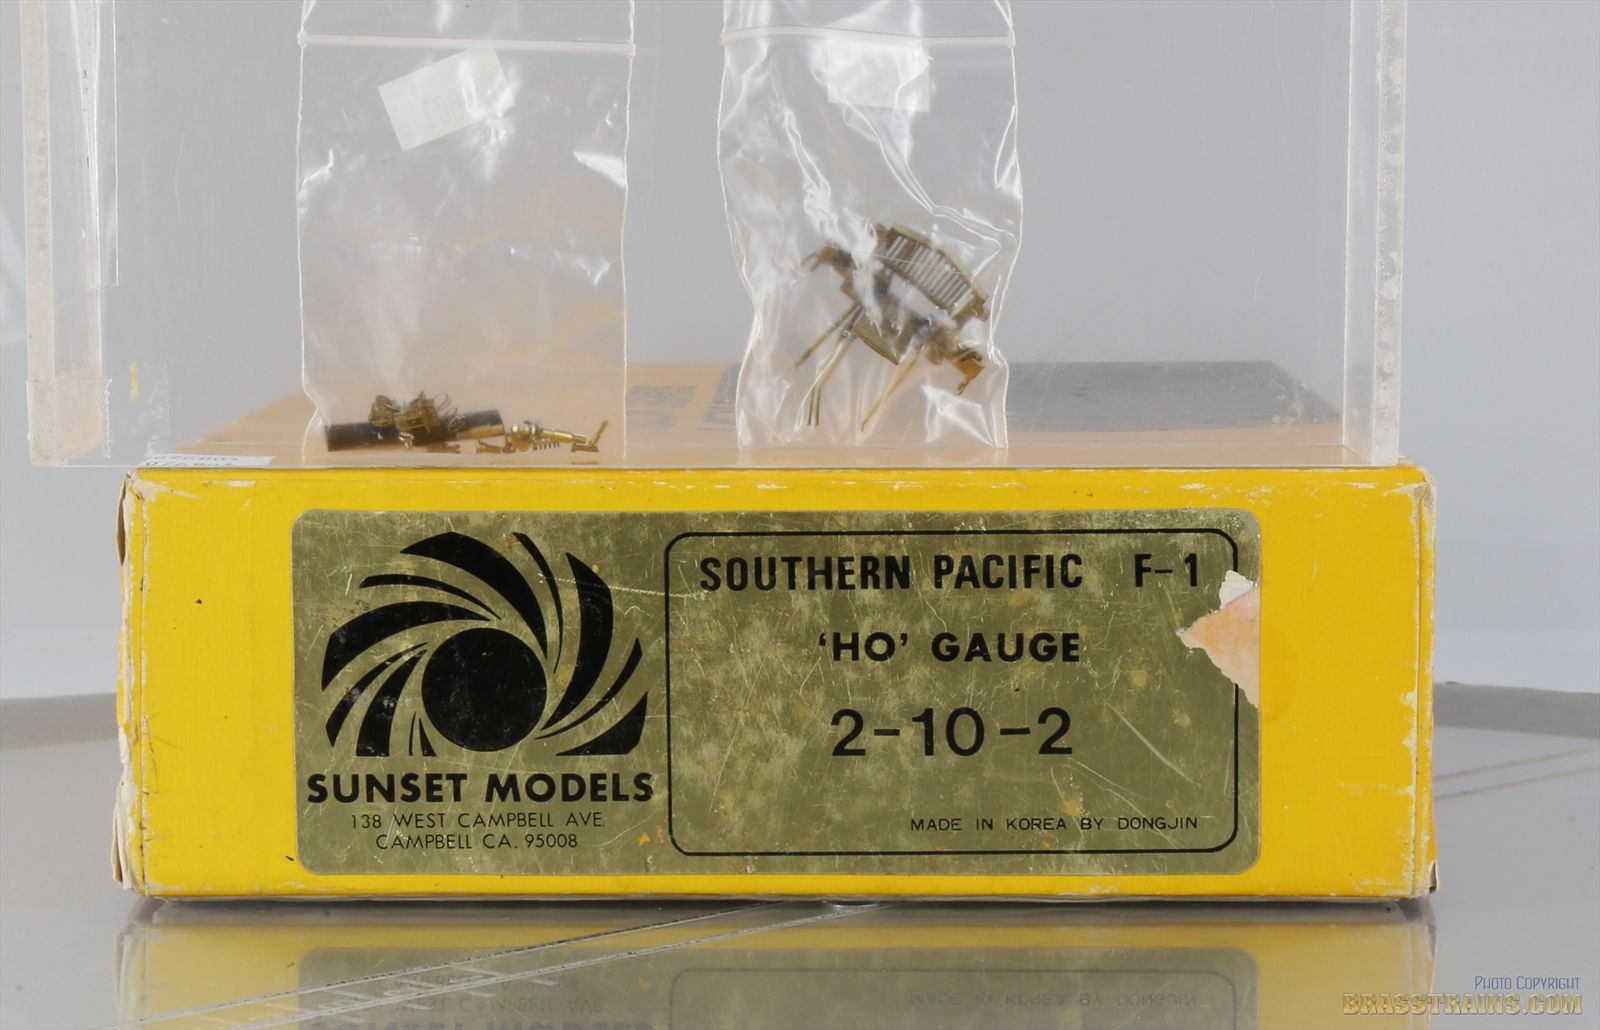 SOUTHERN PACIFIC F-1
'HO' GAUGE
2-10-2
MADE IN KOREA BY DONGJIN
SUNSET MODELS
138 WEST CAMPBELL AVE.
CAMPBELL CA. 95008
PHOTO COPYRIGHT
BRASSTRAINS.COM